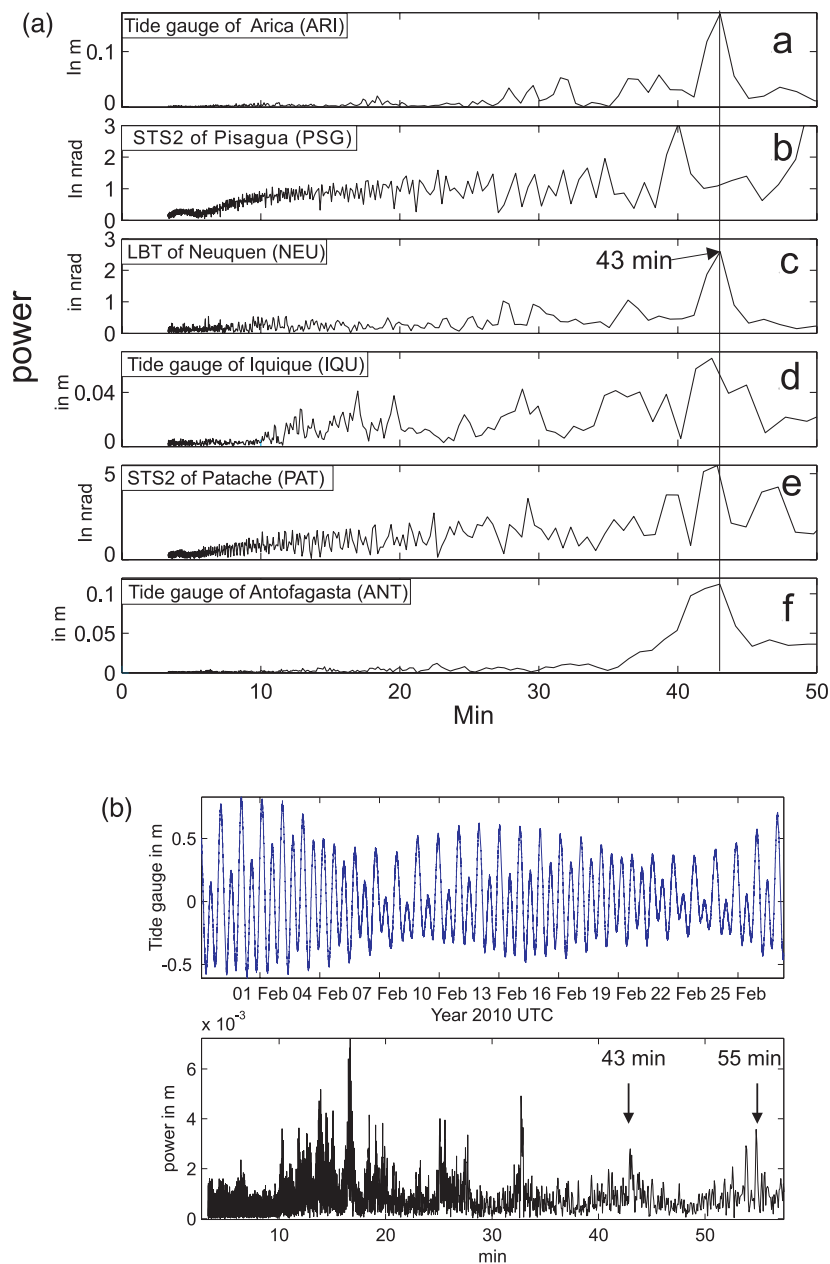 (a)
Tide gauge of Arica (ARI)
a
In m
0.1
0
STS2 of Pisagua (PSG)
b
In nrad
3
2
1
0
LBT of Neuquen (NEU)
43 min
c
in nrad
3
2
1
0
power
Tide gauge of Iquique (IQU)
d
in m
0.04
0
STS2 of Patache (PAT)
e
In nrad
5
0
Tide gauge of Antofagasta (ANT)
f
in m
0.1
0.05
0
0 10 20 30 40 50
Min
(b)
Tide gauge in m
0.5
0
-0.5
01 Feb 04 Feb 07 Feb 10 Feb 13 Feb 16 Feb 19 Feb 22 Feb 25 Feb
Year 2010 UTC
x 10-3
43 min 55 min
power in m
6
4
2
0
10 20 30 40 50
min